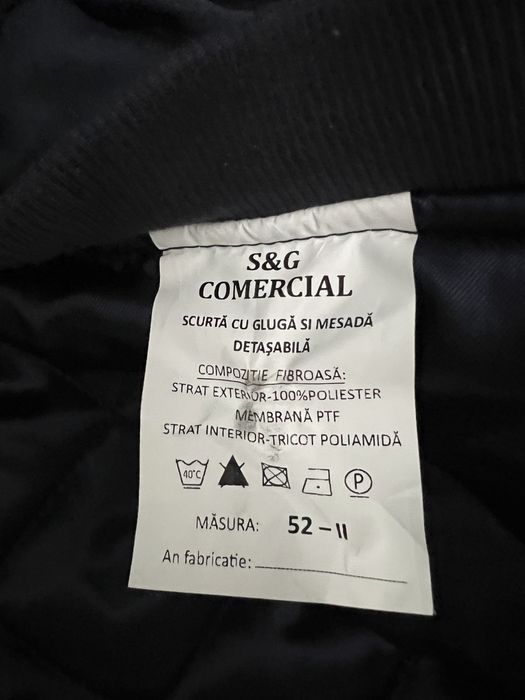 S&G
COMERCIAL
SCURTĂ CU GLUGĂ SI MESADĂ
DETAȘABILĂ
COMPOZIȚIE FIBROASĂ:
STRAT EXTERIOR-100%POLIESTER
MEMBRANĂ PTF
STRAT INTERIOR-TRICOT POLIAMIDĂ
40°C P
MĂSURA: 52-II
An fabricatie: